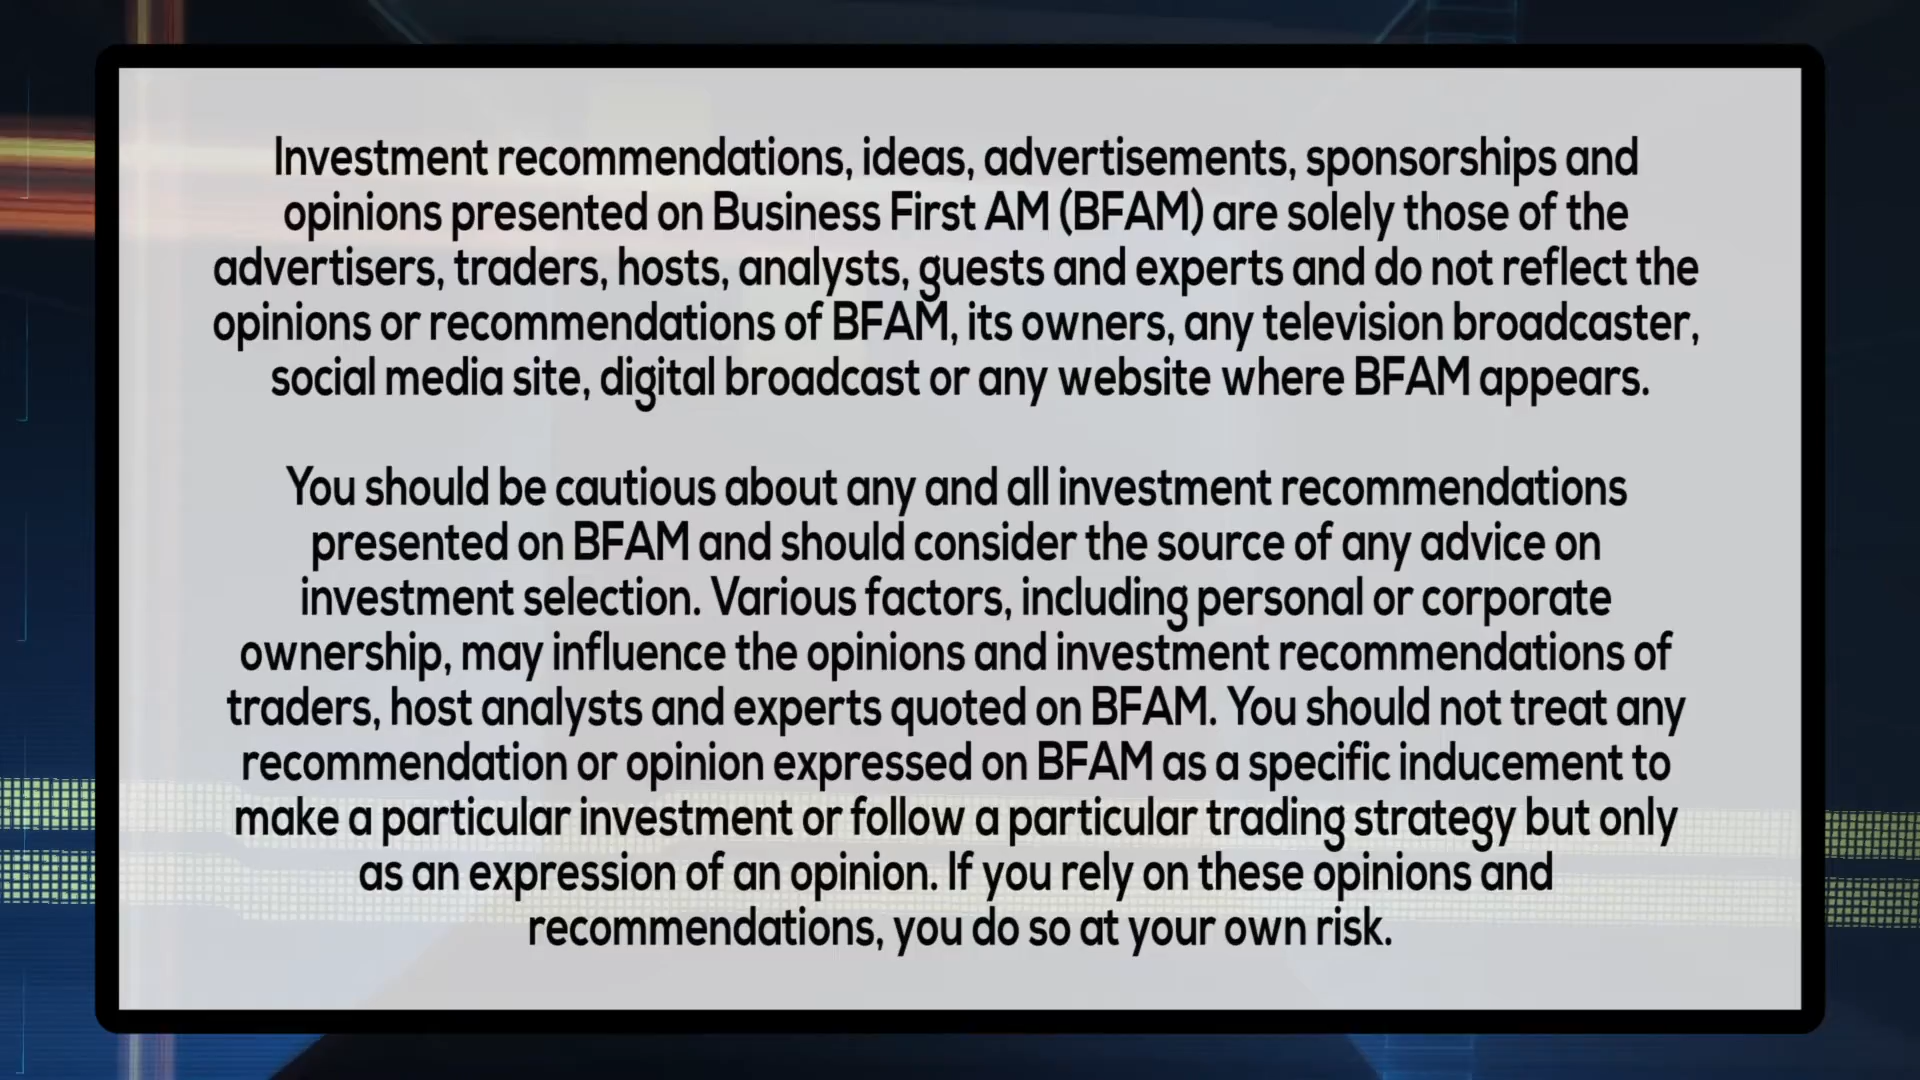 Investment recommendations, ideas, advertisements, sponsorships and
opinions presented on Business First AM (BFAM) are solely those of the
advertisers, traders, hosts, analysts, guests and experts and do not reflect the
opinions or recommendations of BFAM, its owners, any television broadcaster,
social media site, digital broadcast or any website where BFAM appears.
You should be cautious about any and all investment recommendations
presented on BFAM and should consider the source of any advice on
investment selection. Various factors, including personal or corporate
ownership, may influence the opinions and investment recommendations of
traders, host analysts and experts quoted on BFAM. You should not treat any
recommendation or opinion expressed on BFAM as a specific inducement to
make a particular investment or follow a particular trading strategy but only
as an expression of an opinion. If you rely on these opinions and
recommendations, you do so at your own risk.